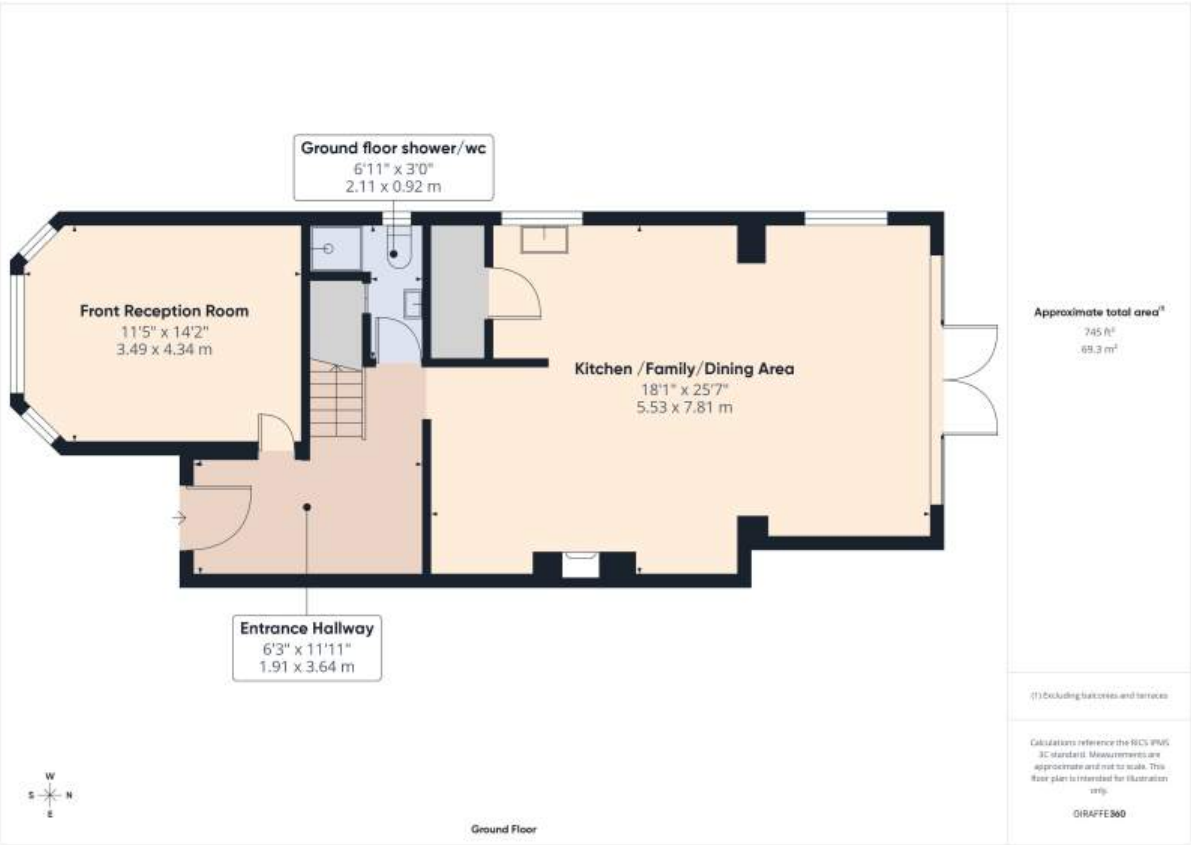 Ground floor shower/wc
6'11" x 3'0"
2.11 x 0.92 m
Front Reception Room
11'5" x 14'2"
3.49 x 4.34 m
Kitchen /Family/Dining Area
18'1" x 25'7"
5.53 x 7.81 m
Entrance Hallway
6'3" x 11'11"
1.91 x 3.64 m
W
S N
E
Ground Floor
Approximate total area⁽¹⁾
745 ft²
69.3 m²
(1) Excluding balconies and terraces
Calculations reference the RICS IPMS
3C standard. Measurements are
approximate and not to scale. This
floor plan is intended for illustration
only.
GIRAFFE360